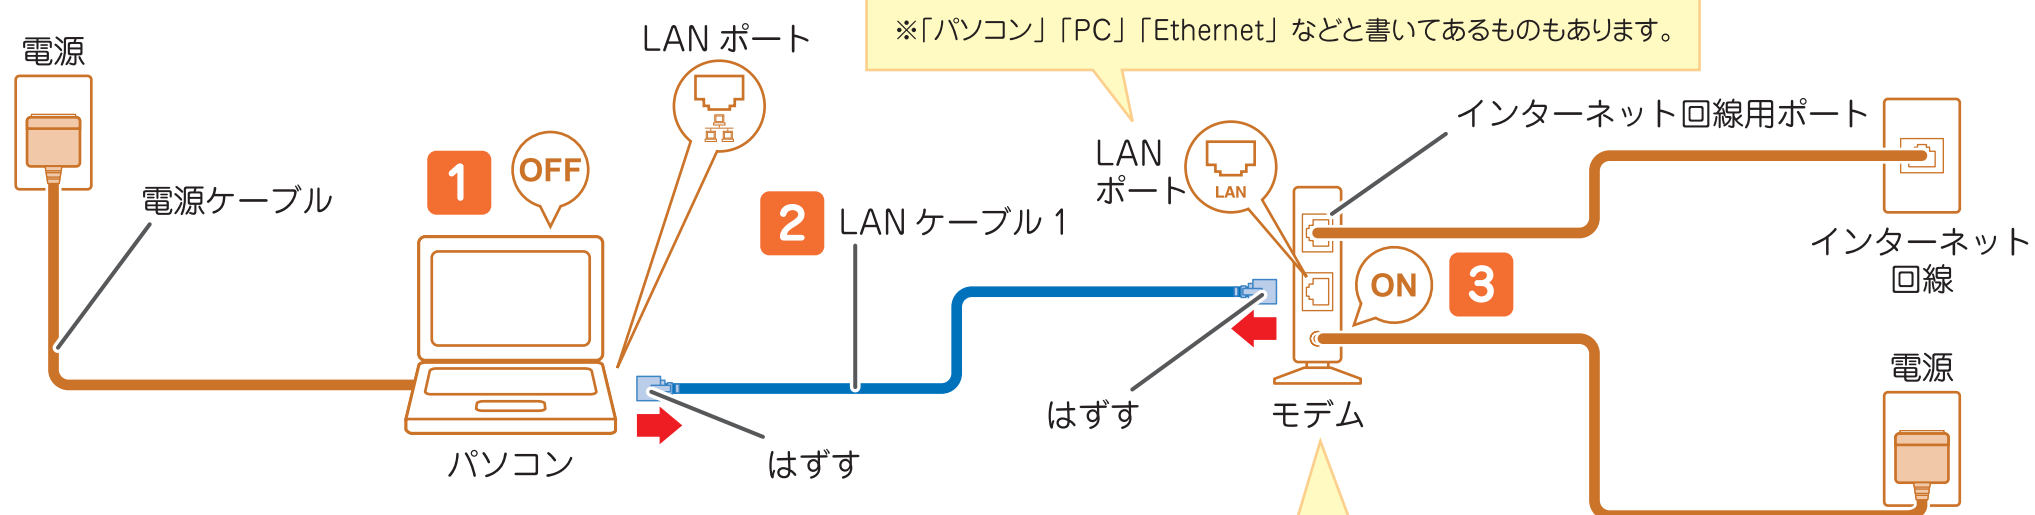 ※「パソコン」「PC」「Ethernet」などと書いてあるものもあります。
電源
LAN ポート
インターネット回線用ポート
LAN
ポート
LAN
1
OFF
電源ケーブル
2
LAN ケーブル 1
インターネット
回線
ON
3
電源
はずす
モデム
パソコン
はずす